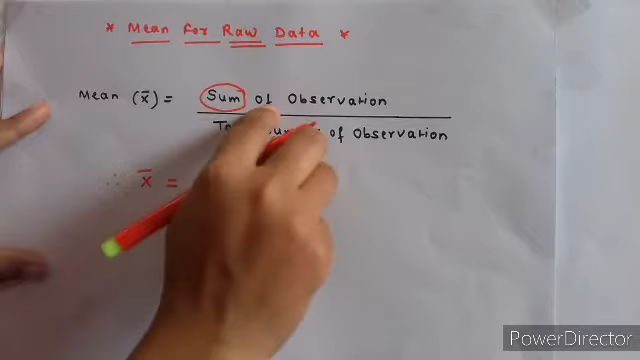 * Mean For Raw Data *
Mean (x̄) = Sum of Observation
of Observation
∴ x̄ =
PowerDirector